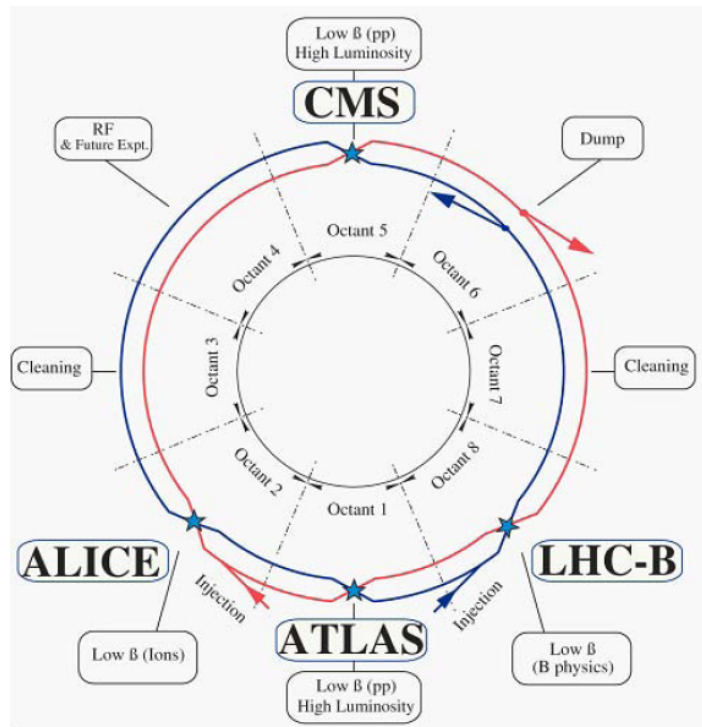 Low ß (pp)
High Luminosity
CMS
RF
& Future Expt.
Dump
Octant 5
Octant 4
Octant 6
Cleaning
Octant 3
Octant 7
Cleaning
Octant 2
Octant 8
Octant 1
ALICE
LHC-B
Injection
Injection
ATLAS
Low ß (Ions)
Low ß
(B physics)
Low ß (pp)
High Luminosity